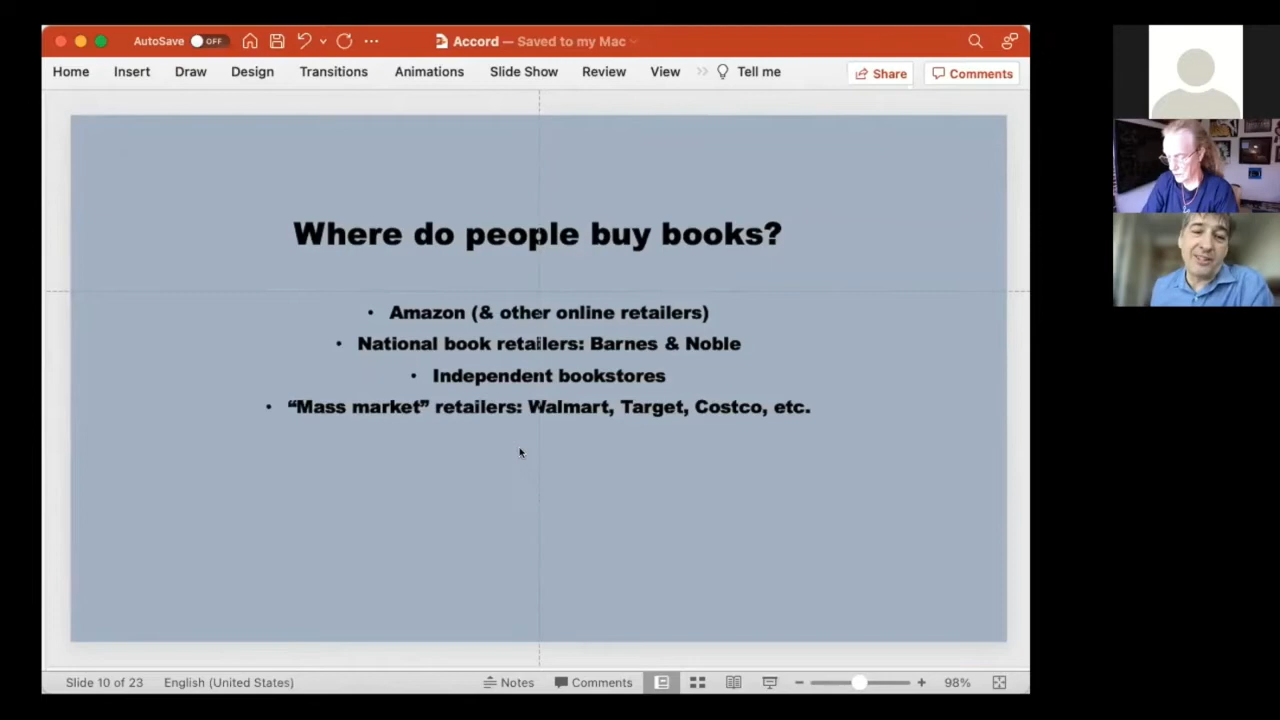 AutoSave OFF Accord — Saved to my Mac
Home Insert Draw Design Transitions Animations Slide Show Review View Tell me Share Comments
Where do people buy books?
• Amazon (& other online retailers)
• National book retailers: Barnes & Noble
• Independent bookstores
• “Mass market” retailers: Walmart, Target, Costco, etc.
Slide 10 of 23 English (United States) Notes Comments 98%